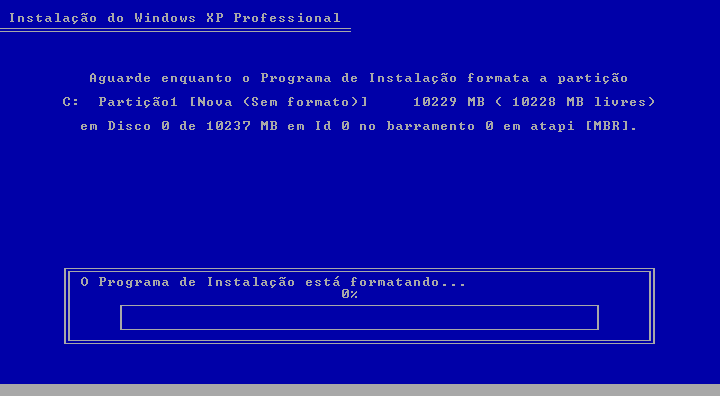 Instalação do Windows XP Professional
Aguarde enquanto o Programa de Instalação formata a partição
C: Partição1 [Nova (Sem formato)] 10229 MB ( 10228 MB livres)
em Disco 0 de 10237 MB em Id 0 no barramento 0 em atapi [MBR].
O Programa de Instalação está formatando...
0%